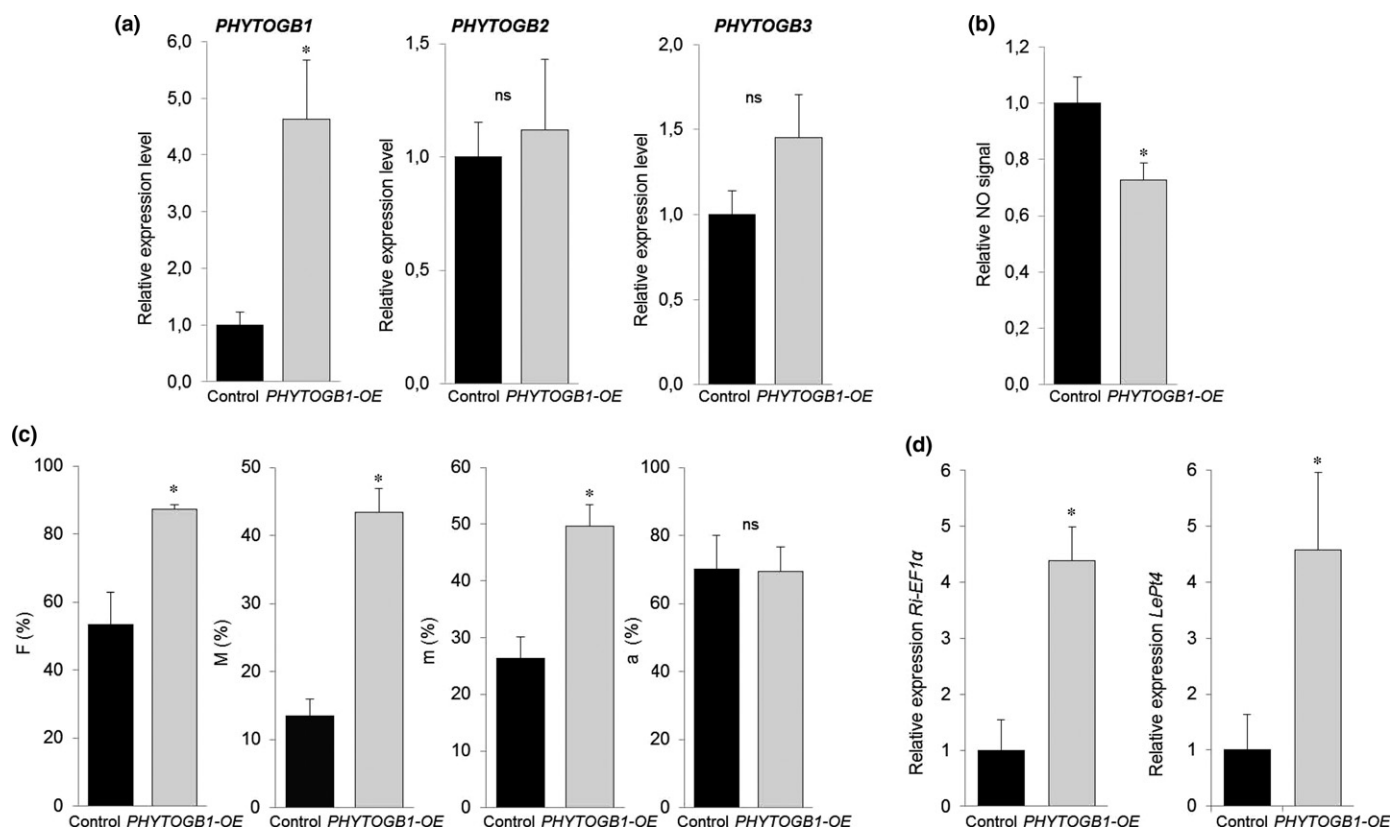 (a)
PHYTOGB1
Relative expression level
6,0
5,0
4,0
3,0
2,0
1,0
0,0
*
Control PHYTOGB1-OE
PHYTOGB2
Relative expression level
1,5
1,0
0,5
0,0
ns
Control PHYTOGB1-OE
PHYTOGB3
Relative expression level
2,0
1,5
1,0
0,5
0,0
ns
Control PHYTOGB1-OE
(b)
Relative NO signal
1,2
1,0
0,8
0,6
0,4
0,2
0,0
*
Control PHYTOGB1-OE
(c)
F (%)
100
80
60
40
20
0
*
Control PHYTOGB1-OE
M (%)
50
40
30
20
10
0
*
Control PHYTOGB1-OE
m (%)
60
50
40
30
20
10
0
*
Control PHYTOGB1-OE
a (%)
100
80
60
40
20
0
ns
Control PHYTOGB1-OE
(d)
Relative expression Ri-EF1α
6
5
4
3
2
1
0
*
Control PHYTOGB1-OE
Relative expression LePt4
6
5
4
3
2
1
0
*
Control PHYTOGB1-OE